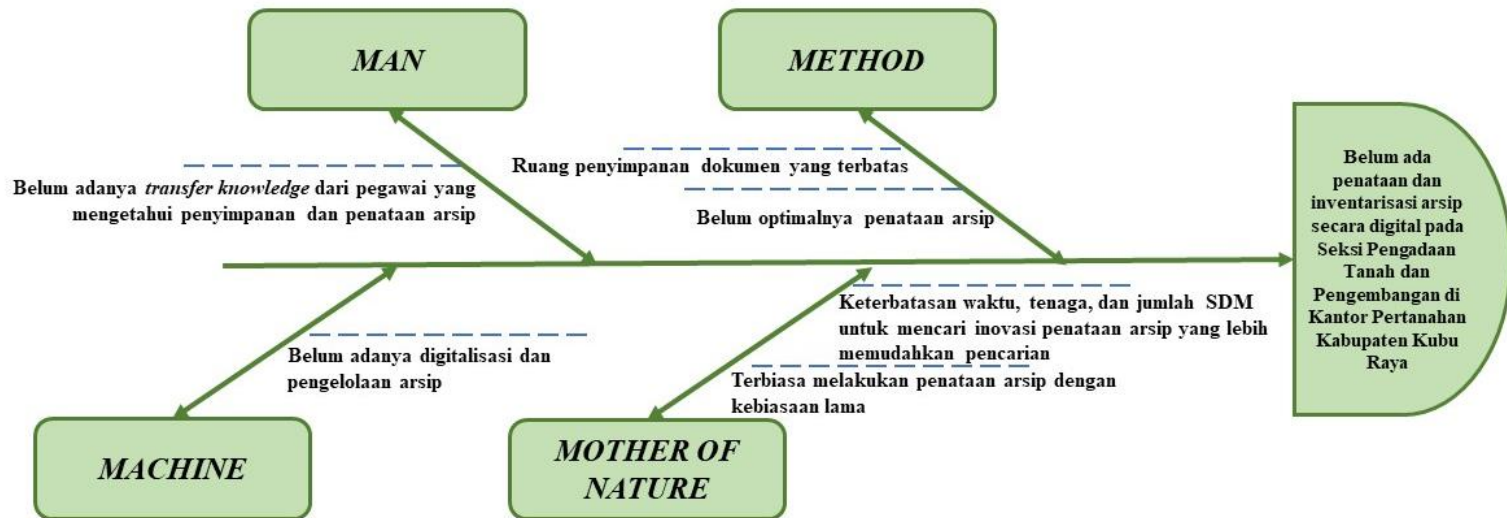 MAN
METHOD
Belum adanya transfer knowledge dari pegawai yang
mengetahui penyimpanan dan penataan arsip
Ruang penyimpanan dokumen yang terbatas
Belum optimalnya penataan arsip
Belum ada
penataan dan
inventarisasi arsip
secara digital pada
Seksi Pengadaan
Tanah dan
Pengembangan di
Kantor Pertanahan
Kabupaten Kubu
Raya
Belum adanya digitalisasi dan
pengelolaan arsip
Keterbatasan waktu, tenaga, dan jumlah SDM
untuk mencari inovasi penataan arsip yang lebih
memudahkan pencarian
Terbiasa melakukan penataan arsip dengan
kebiasaan lama
MACHINE
MOTHER OF
NATURE